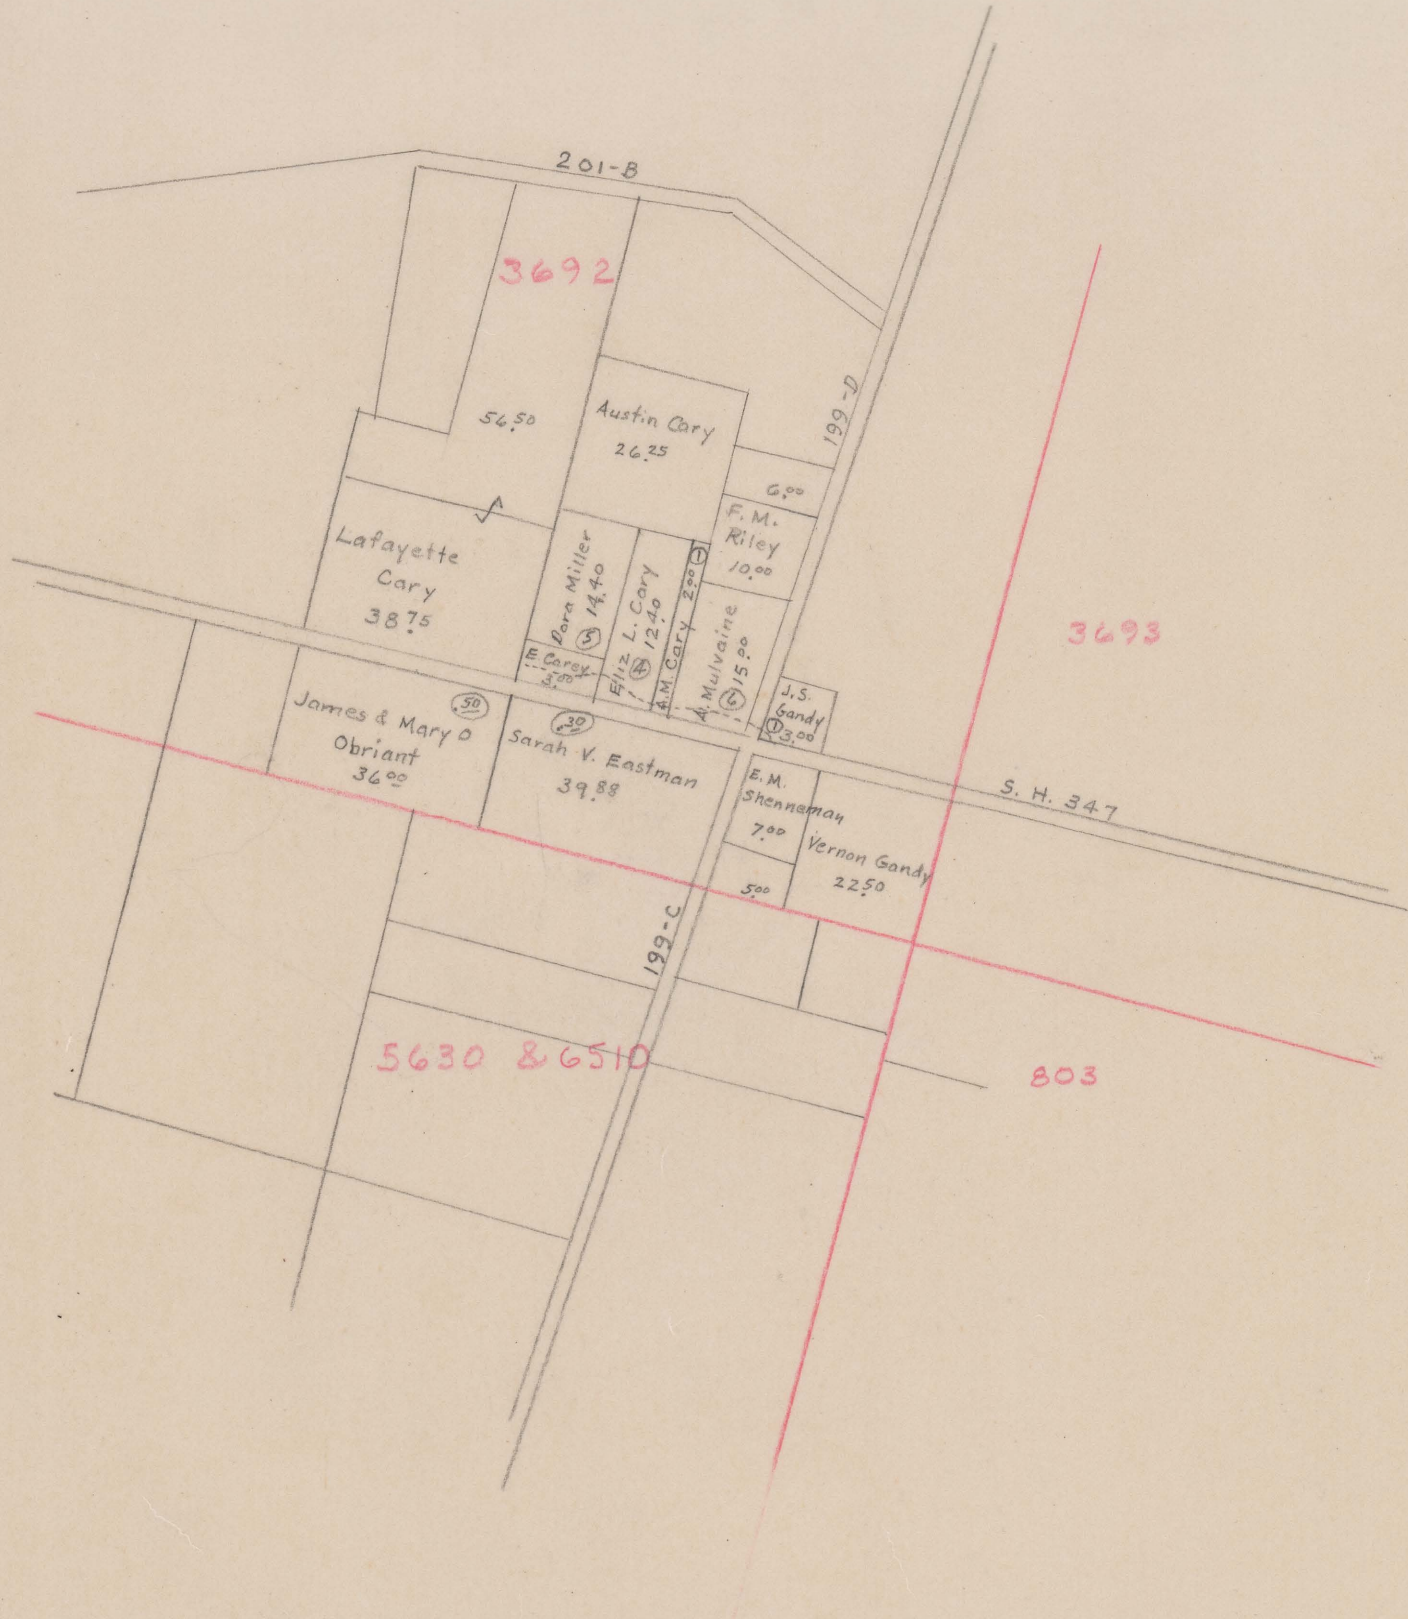 201-B
3692
199-D
56.50
Austin Cary
26.25
6.00
F. M.
Riley
10.00
Lafayette
Cary
38.75
Dora Miller
5 14.40
Eliz. L. Cary
4 12.40
A.M. Cary 2.00 1
A. Mulvaine
6 15.00
E. Carey
3.00
J.S.
Gandy
1 3.00
3693
James & Mary O
Obriant
36.00
.50
.30
Sarah V. Eastman
39.88
E. M.
Shenneman
7.00
5.00
Vernon Gandy
22.50
S. H. 347
199-C
5630 & 6510
803